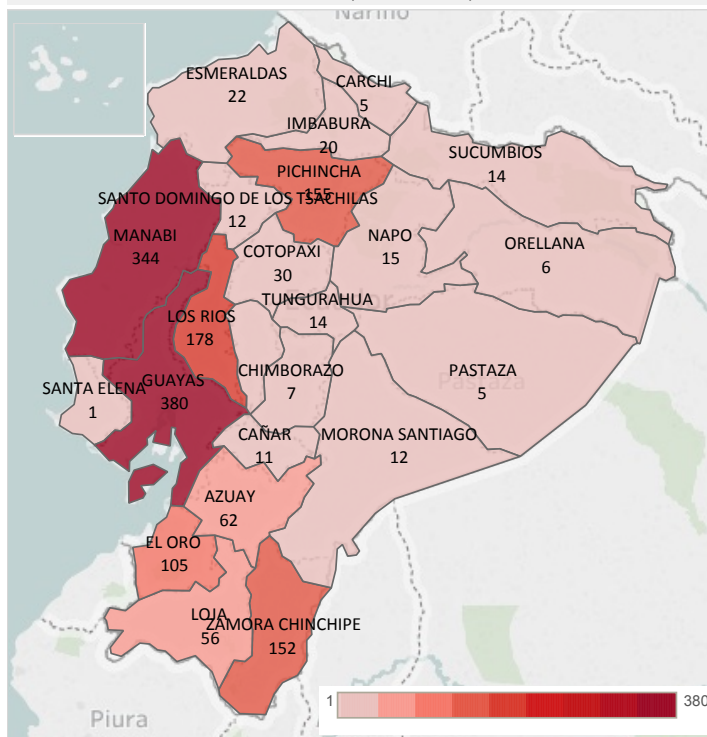 Nariño
ESMERALDAS
22
CARCHI
5
IMBABURA
20
SUCUMBIOS
14
PICHINCHA
155
SANTO DOMINGO DE LOS TSACHILAS
12
MANABI
344
COTOPAXI
30
NAPO
15
ORELLANA
6
TUNGURAHUA
14
Ecuador
LOS RIOS
178
CHIMBORAZO
7
PASTAZA
5
Pastaza
SANTA ELENA
1
GUAYAS
380
CAÑAR
11
MORONA SANTIAGO
12
AZUAY
62
EL ORO
105
LOJA
56
ZAMORA CHINCHIPE
152
1
380
Piura